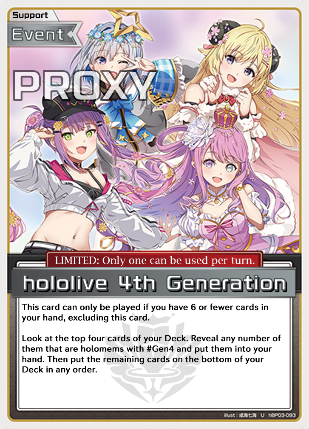 Support
Event
PROXY
LIMITED: Only one can be used per turn.
hololive 4th Generation
This card can only be played if you have 6 or fewer cards in
your hand, excluding this card.
Look at the top four cards of your Deck. Reveal any number of
them that are holomems with #Gen4 and put them into your
hand. Then put the remaining cards on the bottom of your
Deck in any order.
illust : U hBP03-093